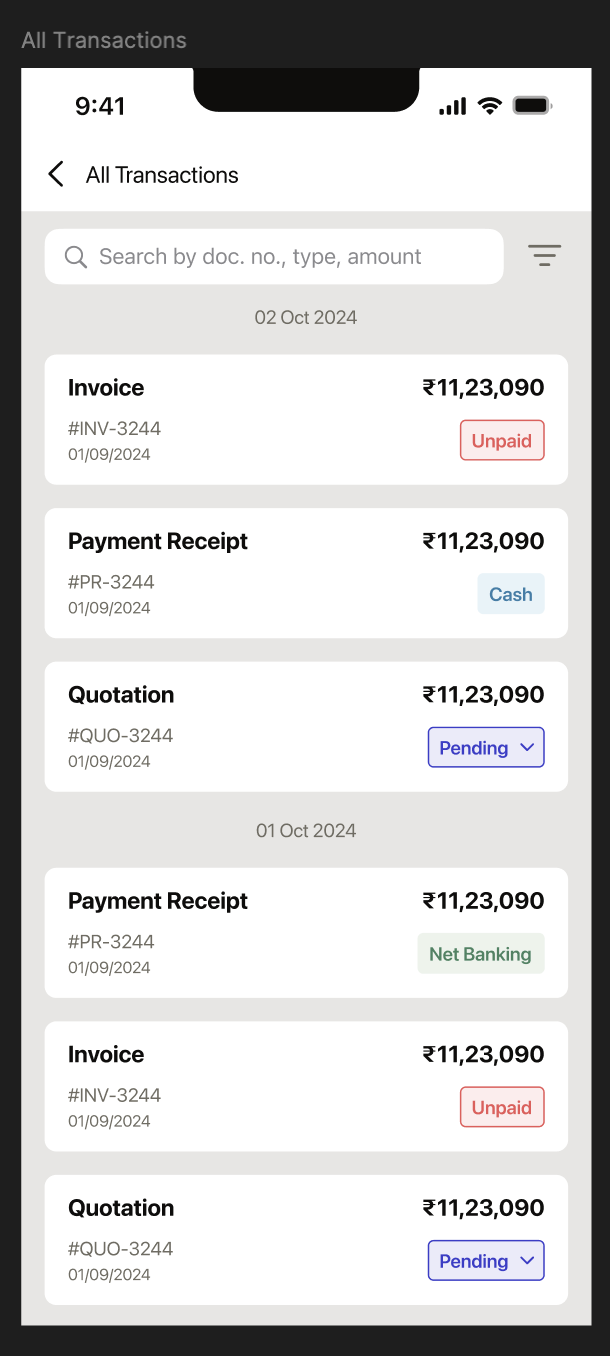 All Transactions
9:41
All Transactions
Search by doc. no., type, amount
02 Oct 2024
Invoice ₹11,23,090
#INV-3244
01/09/2024 Unpaid
Payment Receipt ₹11,23,090
#PR-3244
01/09/2024 Cash
Quotation ₹11,23,090
#QUO-3244
01/09/2024 Pending
01 Oct 2024
Payment Receipt ₹11,23,090
#PR-3244
01/09/2024 Net Banking
Invoice ₹11,23,090
#INV-3244
01/09/2024 Unpaid
Quotation ₹11,23,090
#QUO-3244
01/09/2024 Pending